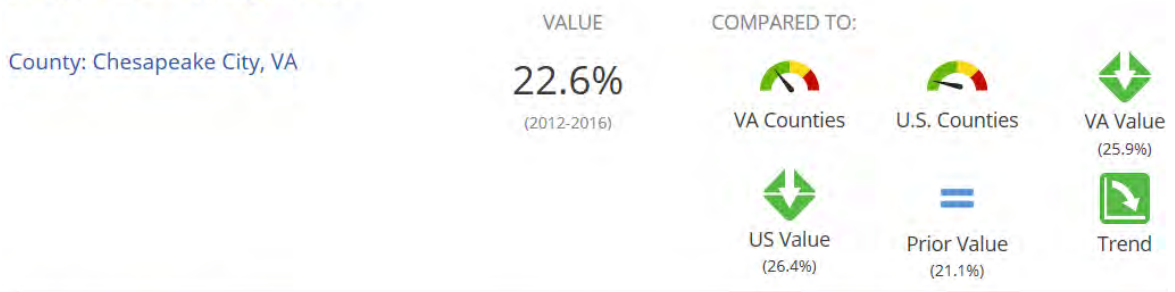 VALUE
COMPARED TO:
County: Chesapeake City, VA
22.6%
(2012-2016)
VA Counties
U.S. Counties
VA Value
(25.9%)
US Value
(26.4%)
Prior Value
(21.1%)
Trend